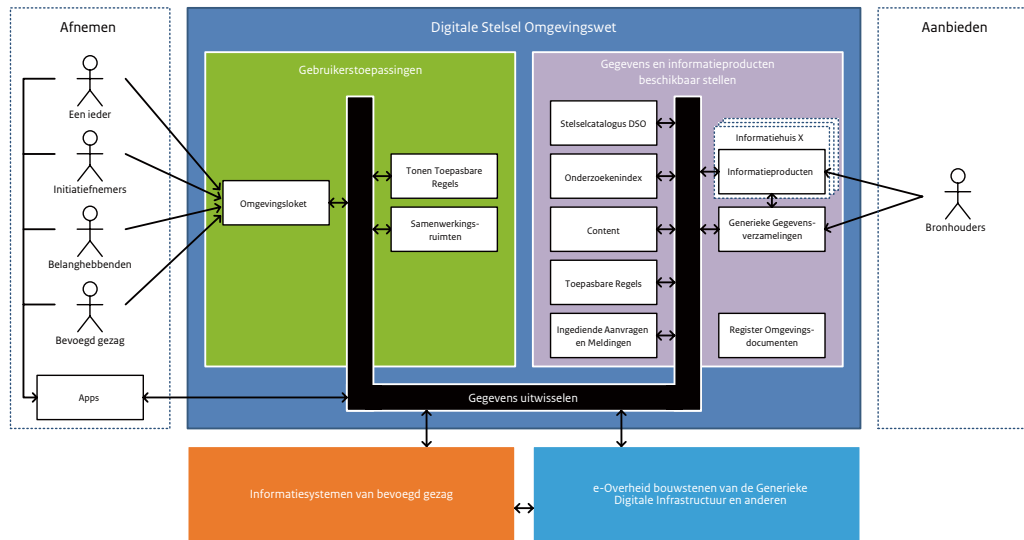 Afnemen
Een ieder
Initiatiefnemers
Belanghebbenden
Bevoegd gezag
Apps
Digitale Stelsel Omgevingswet
Gebruikerstoepassingen
Omgevingsloket
Tonen Toepasbare
Regels
Samenwerkings-
ruimten
Gegevens en informatieproducten
beschikbaar stellen
Stelselcatalogus DSO
Onderzoekenindex
Content
Toepasbare Regels
Ingediende Aanvragen
en Meldingen
Informatiehuis X
Informatieproducten
Generieke Gegevens-
verzamelingen
Register Omgevings-
documenten
Gegevens uitwisselen
Aanbieden
Bronhouders
Informatiesystemen van bevoegd gezag
e-Overheid bouwstenen van de Generieke
Digitale Infrastructuur en anderen